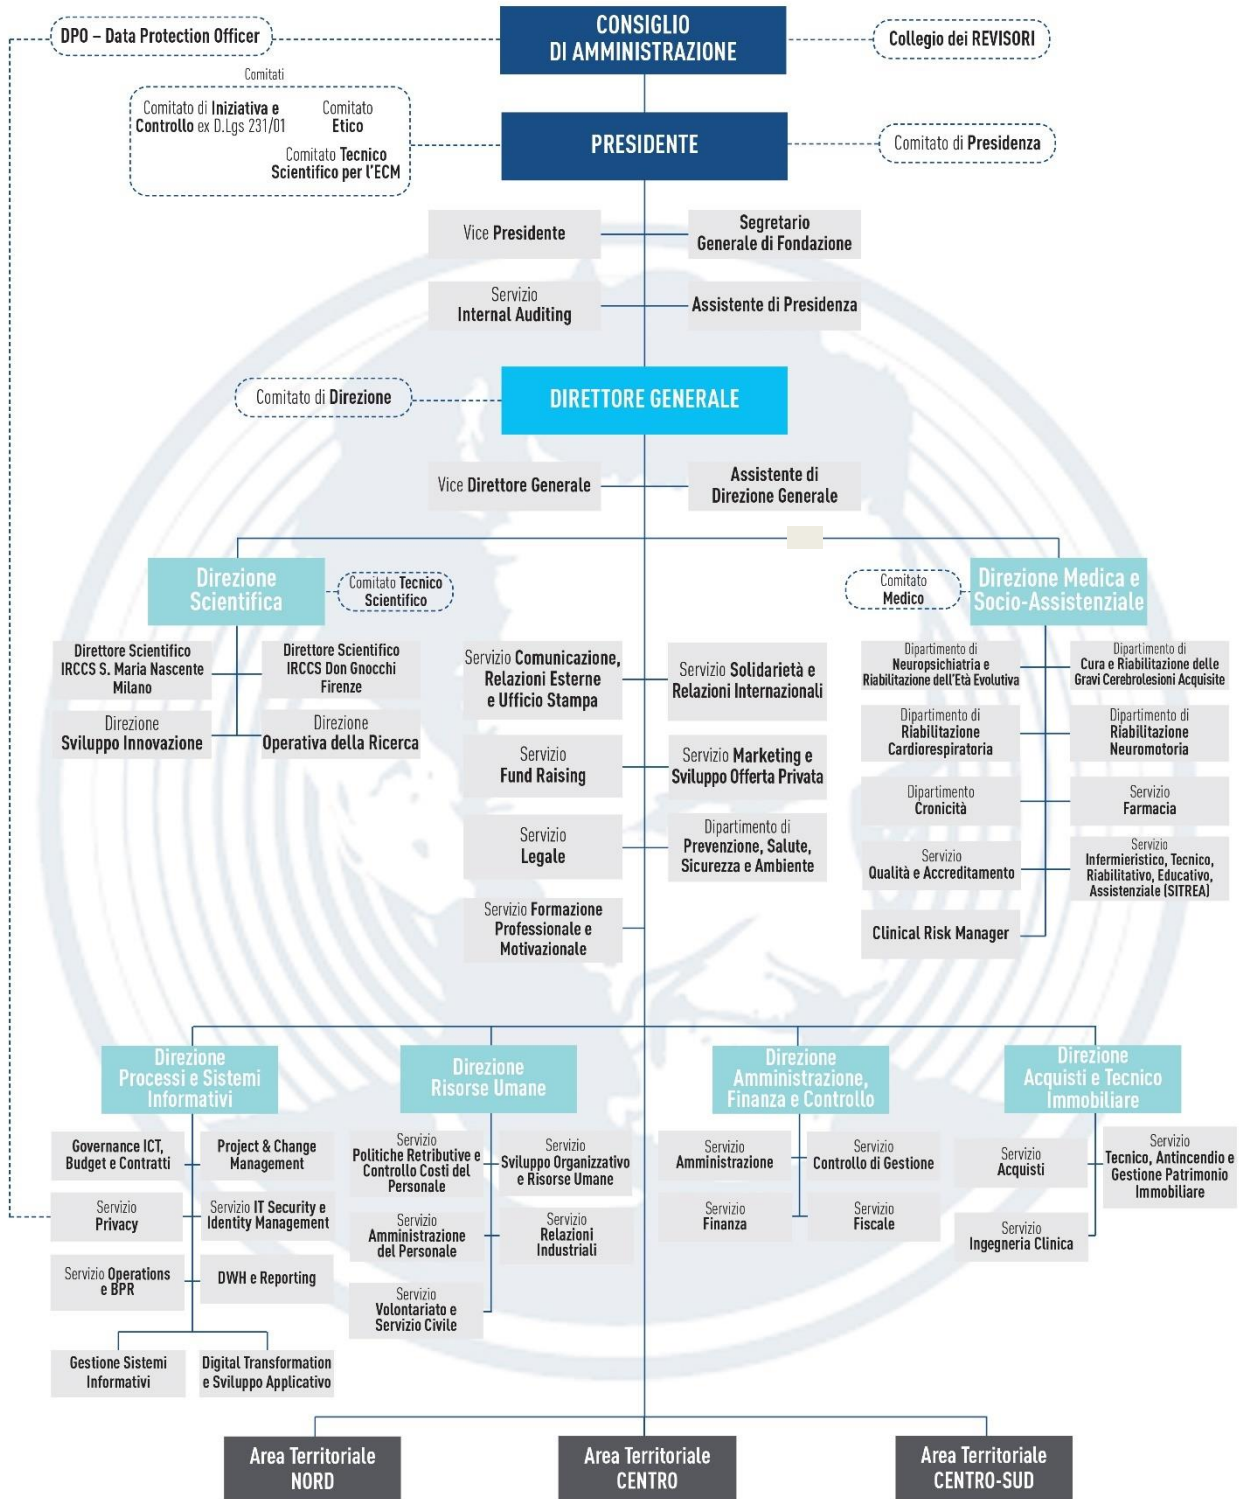 DPO – Data Protection Officer
CONSIGLIO
DI AMMINISTRAZIONE
Collegio dei REVISORI
Comitati
Comitato di Iniziativa e
Controllo ex D.Lgs 231/01
Comitato
Etico
Comitato Tecnico
Scientifico per l'ECM
PRESIDENTE
Comitato di Presidenza
Vice Presidente
Segretario
Generale di Fondazione
Servizio
Internal Auditing
Assistente di Presidenza
Comitato di Direzione
DIRETTORE GENERALE
Vice Direttore Generale
Assistente di
Direzione Generale
Direzione
Scientifica
Comitato Tecnico
Scientifico
Comitato
Medico
Direzione Medica e
Socio-Assistenziale
Direttore Scientifico
IRCCS S. Maria Nascente
Milano
Direttore Scientifico
IRCCS Don Gnocchi
Firenze
Direzione
Sviluppo Innovazione
Direzione
Operativa della Ricerca
Servizio Comunicazione,
Relazioni Esterne
e Ufficio Stampa
Servizio Solidarietà e
Relazioni Internazionali
Servizio
Fund Raising
Servizio Marketing e
Sviluppo Offerta Privata
Servizio
Legale
Dipartimento di
Prevenzione, Salute,
Sicurezza e Ambiente
Servizio Formazione
Professionale e
Motivazionale
Dipartimento di
Neuropsichiatria e
Riabilitazione dell'Età Evolutiva
Dipartimento di
Cura e Riabilitazione delle
Gravi Cerebrolesioni Acquisite
Dipartimento di
Riabilitazione
Cardiorespiratoria
Dipartimento di
Riabilitazione
Neuromotoria
Dipartimento
Cronicità
Servizio
Farmacia
Servizio
Qualità e Accreditamento
Servizio
Infermieristico, Tecnico,
Riabilitativo, Educativo,
Assistenziale (SITREA)
Clinical Risk Manager
Direzione
Processi e Sistemi
Informativi
Direzione
Risorse Umane
Direzione
Amministrazione,
Finanza e Controllo
Direzione
Acquisti e Tecnico
Immobiliare
Governance ICT,
Budget e Contratti
Project & Change
Management
Servizio
Privacy
Servizio IT Security e
Identity Management
Servizio Operations
e BPR
DWH e Reporting
Gestione Sistemi
Informativi
Digital Transformation
e Sviluppo Applicativo
Servizio
Politiche Retributive e
Controllo Costi del
Personale
Servizio
Sviluppo Organizzativo
e Risorse Umane
Servizio
Amministrazione
del Personale
Servizio
Relazioni
Industriali
Servizio
Volontariato e
Servizio Civile
Servizio
Amministrazione
Servizio
Controllo di Gestione
Servizio
Finanza
Servizio
Fiscale
Servizio
Acquisti
Servizio
Tecnico, Antincendio e
Gestione Patrimonio
Immobiliare
Servizio
Ingegneria Clinica
Area Territoriale
NORD
Area Territoriale
CENTRO
Area Territoriale
CENTRO-SUD